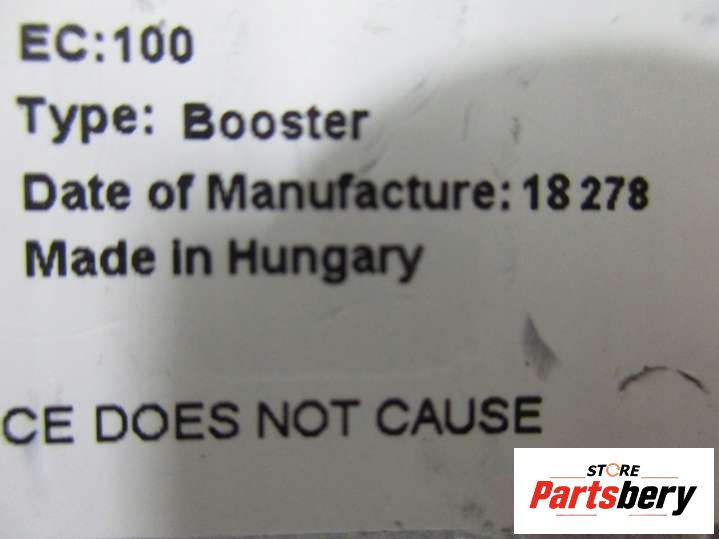 EC:100
Type: Booster
Date of Manufacture: 18 278
Made in Hungary
CE DOES NOT CAUSE
STORE
Partsbery